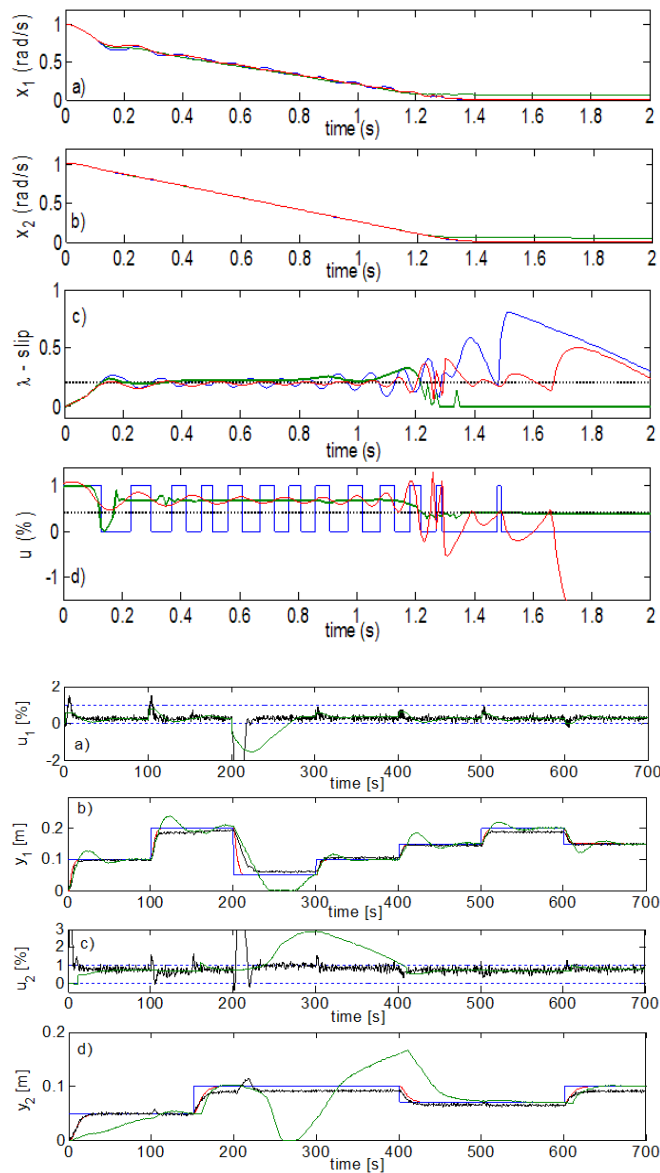 1
0.5
0
x1 (rad/s)
a)
0 0.2 0.4 0.6 0.8 1 1.2 1.4 1.6 1.8 2
time (s)
1
0.5
0
x2 (rad/s)
b)
0 0.2 0.4 0.6 0.8 1 1.2 1.4 1.6 1.8 2
time (s)
1
0.5
0
λ - slip
c)
0 0.2 0.4 0.6 0.8 1 1.2 1.4 1.6 1.8 2
time (s)
1
0
-1
u (%)
d)
0 0.2 0.4 0.6 0.8 1 1.2 1.4 1.6 1.8 2
time (s)
2
0
-2
u1 [%]
a)
0 100 200 300 400 500 600 700
time [s]
b)
0.2
0.1
0
y1 [m]
0 100 200 300 400 500 600 700
time [s]
3
2
1
0
u2 [%]
c)
0 100 200 300 400 500 600 700
time [s]
0.2
0.1
0
y2 [m]
d)
0 100 200 300 400 500 600 700
time [s]